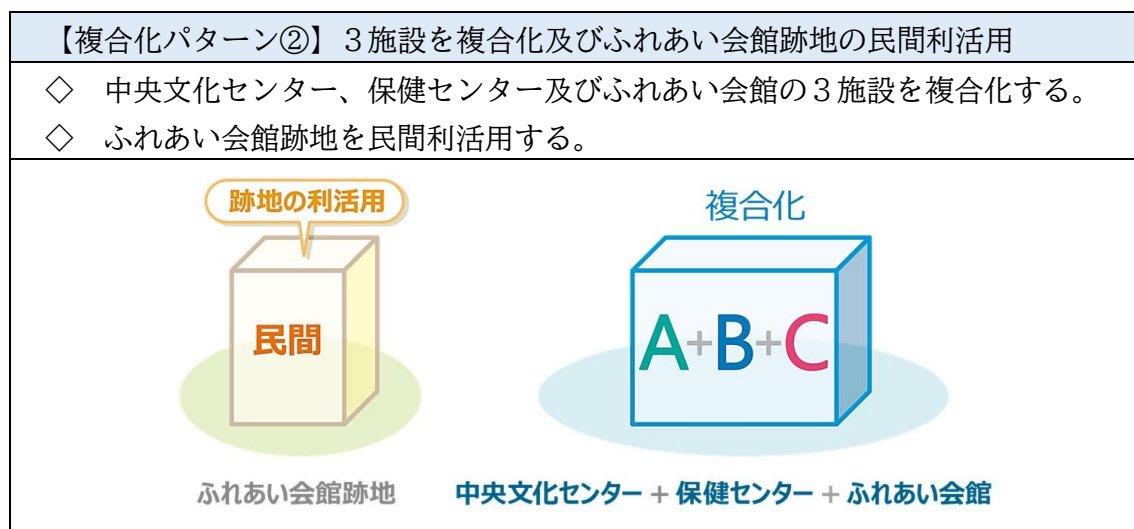 【複合化パターン②】３施設を複合化及びふれあい会館跡地の民間利活用
◇　中央文化センター、保健センター及びふれあい会館の３施設を複合化する。
◇　ふれあい会館跡地を民間利活用する。
跡地の利活用
複合化
民間
A+B+C
ふれあい会館跡地
中央文化センター + 保健センター + ふれあい会館